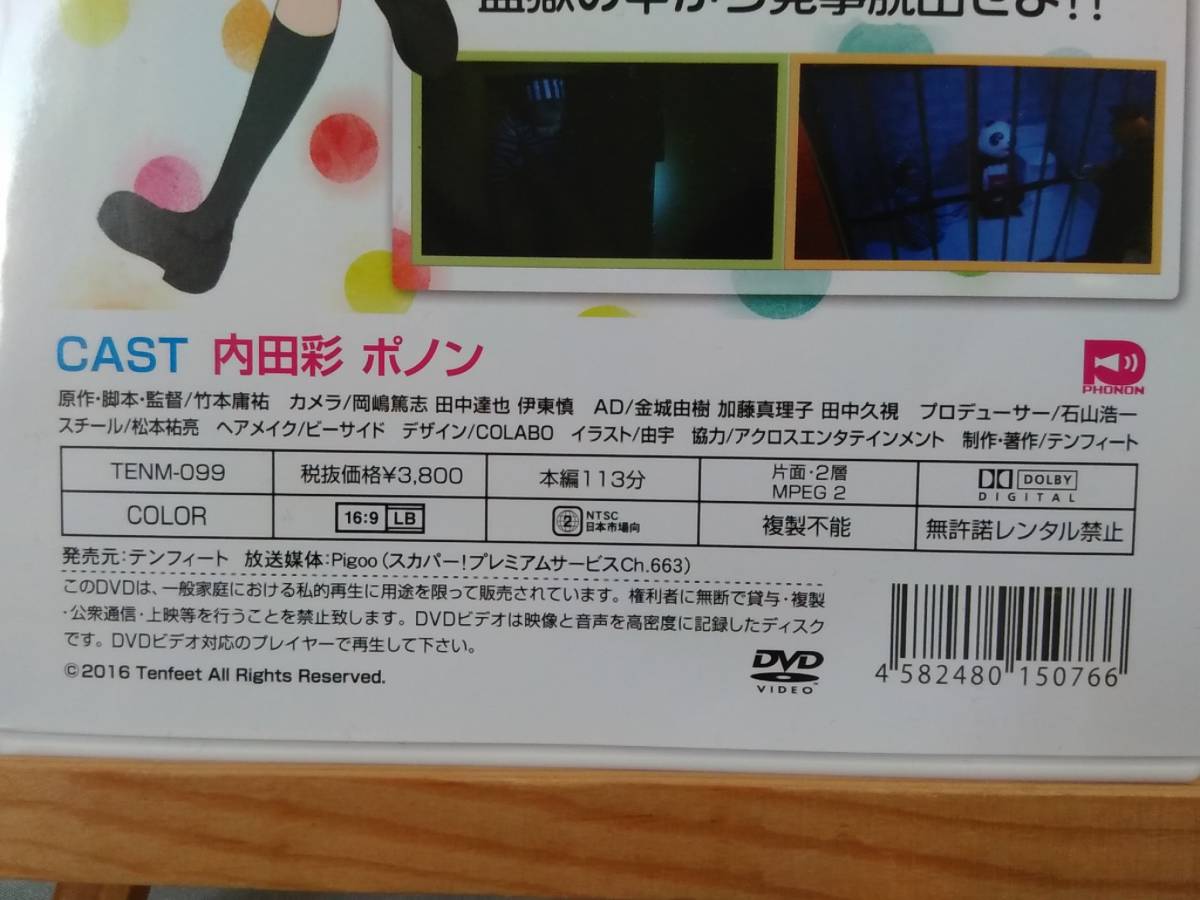 監獄の中から見事脱出せよ!!
CAST 内田彩 ポノン
PHONON
原作・脚本・監督/竹本庸祐 カメラ/岡嶋篤志 田中達也 伊東慎 AD/金城由樹 加藤真理子 田中久視 プロデューサー/石山浩一
スチール/松本祐亮 ヘアメイク/ビーサイド デザイン/COLABO イラスト/由宇 協力/アクロスエンタテインメント 制作・著作/テンフィート
TENM-099 税抜価格¥3,800 本編113分 片面・2層 MPEG 2 DOLBY DIGITAL
COLOR 16:9 LB 2 NTSC 日本市場向 複製不能 無許諾レンタル禁止
発売元:テンフィート 放送媒体:Pigoo(スカパー!プレミアムサービスCh.663)
このDVDは、一般家庭における私的再生に用途を限って販売されています。権利者に無断で貸与・複製
・公衆通信・上映等を行うことを禁止致します。DVDビデオは映像と音声を高密度に記録したディスク
です。DVDビデオ対応のプレイヤーで再生して下さい。
©2016 Tenfeet All Rights Reserved.
DVD VIDEO
4 582480 150766